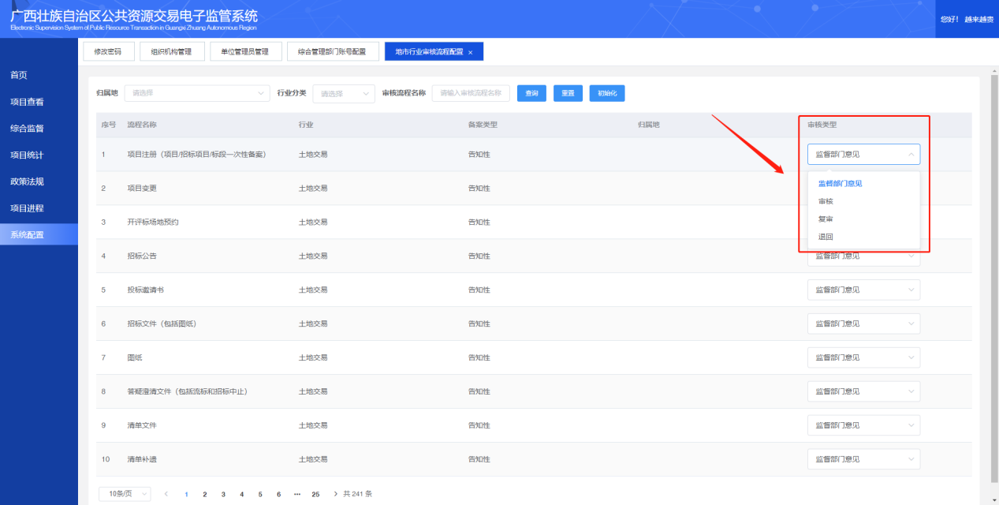 广西壮族自治区公共资源交易电子监管系统
Electronic Supervision System of Public Resource Transaction in Guangxi Zhuang Autonomous Region
您好! 越来越贵
修改密码 组织机构管理 单位管理员管理 综合管理部门账号配置 地市行业审核流程配置 ×
首页
项目查看
综合监督
项目统计
政策法规
项目进程
系统配置
归属地 请选择 行业分类 请选择 审核流程名称 请输入审核流程名称 查询 重置 初始化
序号 流程名称 行业 备案类型 归属地 审核类型
1 项目注册（项目/招标项目/标段一次性备案） 土地交易 告知性 监督部门意见
监督部门意见
审核
复审
退回
2 项目变更 土地交易 告知性
3 开评标场地预约 土地交易 告知性
4 招标公告 土地交易 告知性 监督部门意见
5 投标邀请书 土地交易 告知性 监督部门意见
6 招标文件（包括图纸） 土地交易 告知性 监督部门意见
7 图纸 土地交易 告知性 监督部门意见
8 答疑澄清文件（包括流标和招标中止） 土地交易 告知性 监督部门意见
9 清单文件 土地交易 告知性 监督部门意见
10 清单补遗 土地交易 告知性 监督部门意见
10条/页 < 1 2 3 4 5 6 ··· 25 > 共 241 条